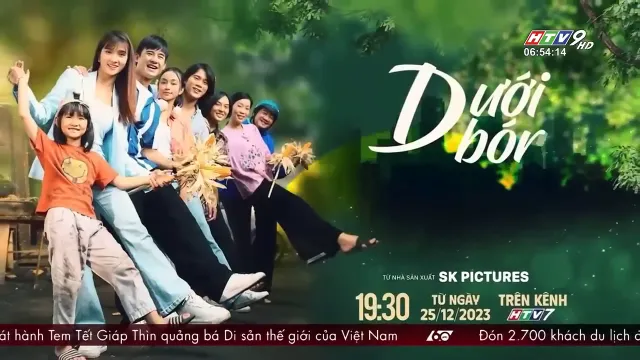 HTV9 HD
06:54:14
Dưới
bóng
TỪ NHÀ SẢN XUẤT SK PICTURES
19:30
TỪ NGÀY
25/12/2023
TRÊN KÊNH
HTV7
át hành Tem Tết Giáp Thìn quảng bá Di sản thế giới của Việt Nam
60
Đón 2.700 khách du lịch